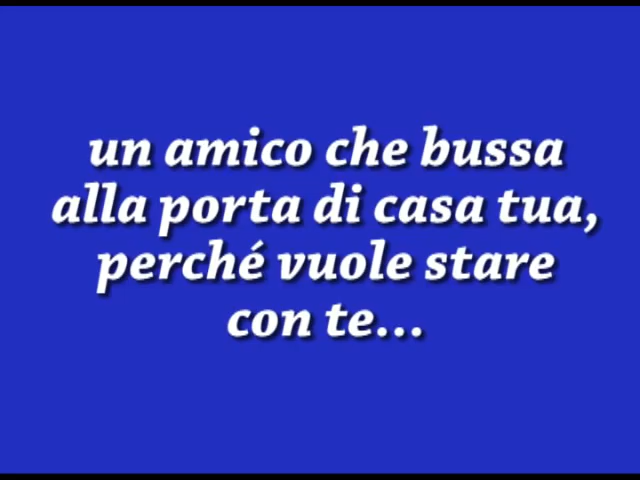 un amico che bussa
alla porta di casa tua,
perché vuole stare
con te...